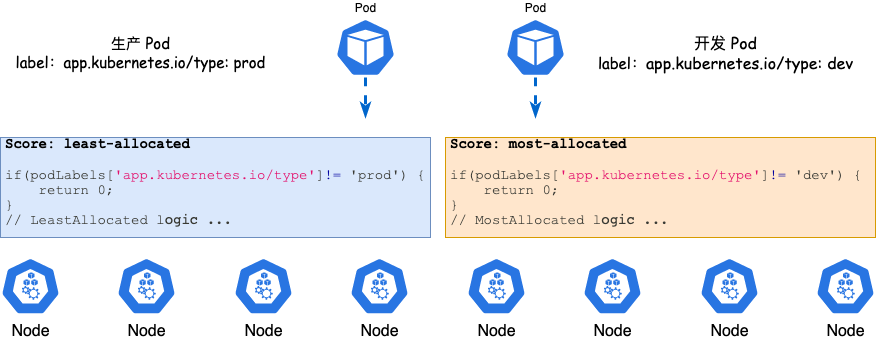 Pod
Pod
生产 Pod
label：app.kubernetes.io/type: prod
开发 Pod
label：app.kubernetes.io/type: dev
Score: least-allocated
if(podLabels['app.kubernetes.io/type']!= 'prod') {
    return 0;
}
// LeastAllocated logic ...
Score: most-allocated
if(podLabels['app.kubernetes.io/type']!= 'dev') {
    return 0;
}
// MostAllocated logic ...
Node
Node
Node
Node
Node
Node
Node
Node